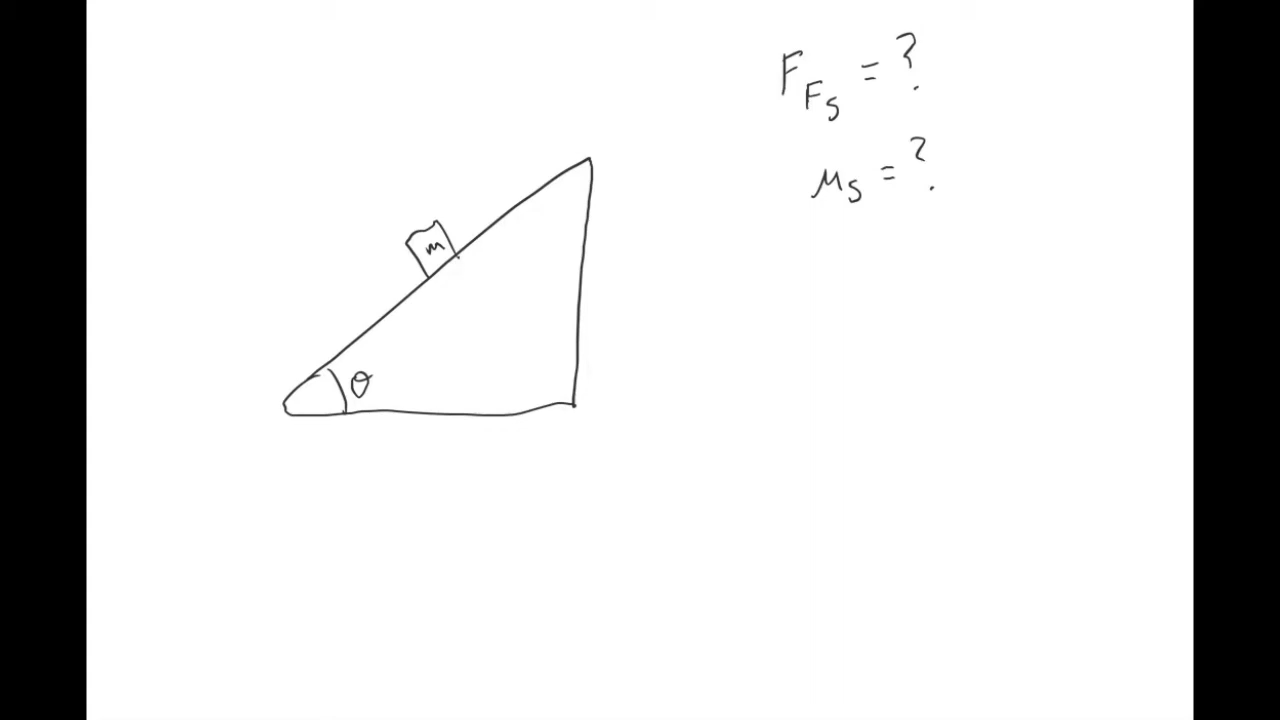 F_Fs = ?
μs = ?
m
θ